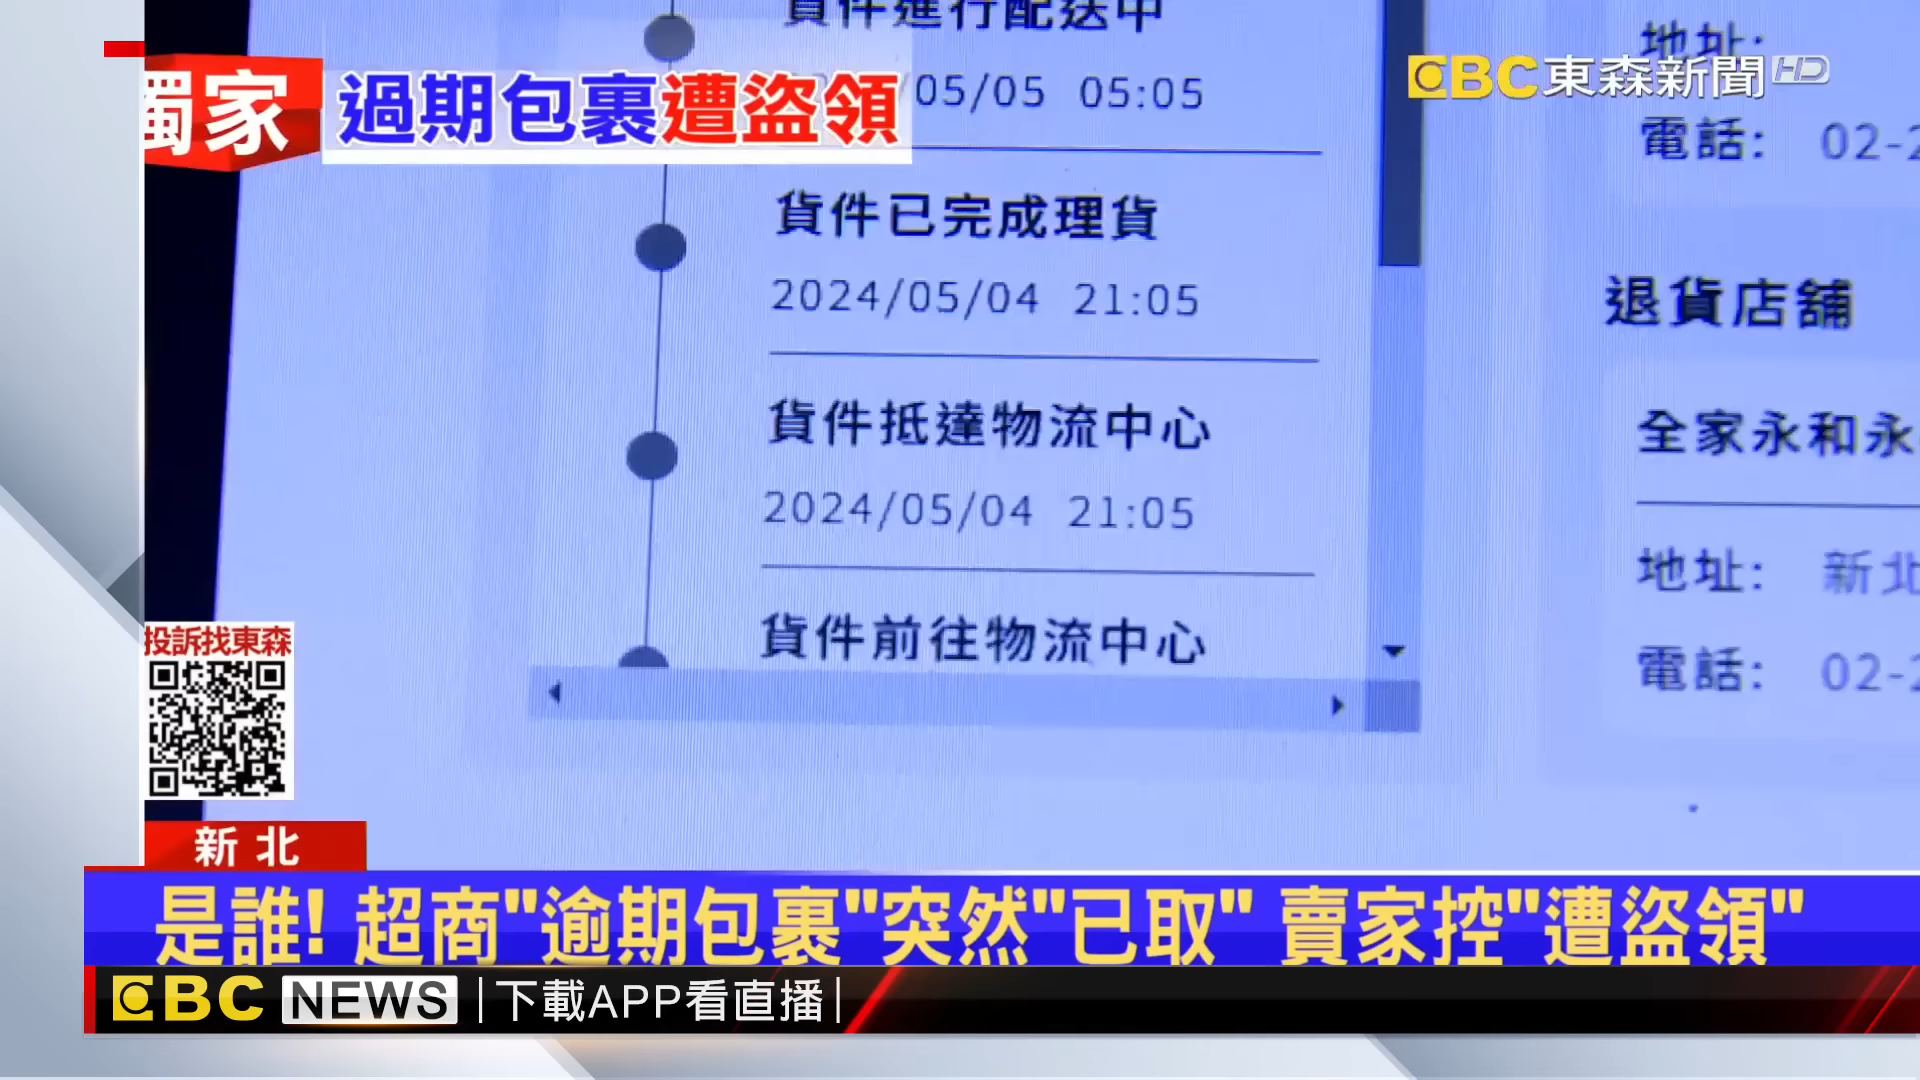 貨件進行配送中
地址:
獨家
過期包裹遭盜領
/05/05 05:05
EBC東森新聞HD
電話: 02-2
貨件已完成理貨
2024/05/04 21:05
退貨店舖
貨件抵達物流中心
2024/05/04 21:05
全家永和永
地址: 新北
貨件前往物流中心
電話: 02-2
投訴找東森
新北
是誰! 超商"逾期包裹"突然"已取" 賣家控"遭盜領"
EBC NEWS 下載APP看直播